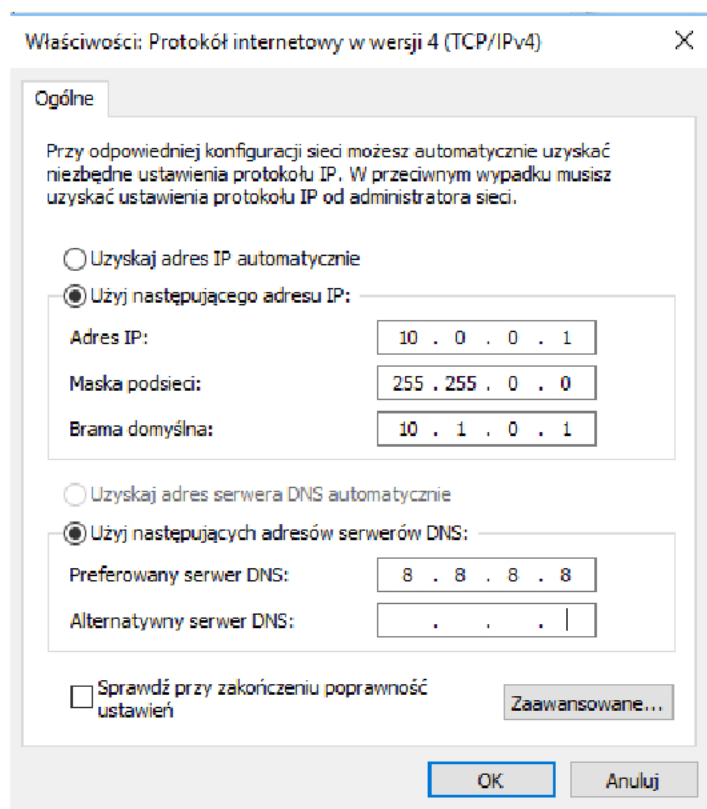 Właściwości: Protokół internetowy w wersji 4 (TCP/IPv4)
Ogólne
Przy odpowiedniej konfiguracji sieci możesz automatycznie uzyskać
niezbędne ustawienia protokołu IP. W przeciwnym wypadku musisz
uzyskać ustawienia protokołu IP od administratora sieci.
Uzyskaj adres IP automatycznie
Użyj następującego adresu IP:
Adres IP: 10 . 0 . 0 . 1
Maska podsieci: 255 . 255 . 0 . 0
Brama domyślna: 10 . 1 . 0 . 1
Uzyskaj adres serwera DNS automatycznie
Użyj następujących adresów serwerów DNS:
Preferowany serwer DNS: 8 . 8 . 8 . 8
Alternatywny serwer DNS: . . .
Sprawdź przy zakończeniu poprawność
ustawień
Zaawansowane...
OK Anuluj